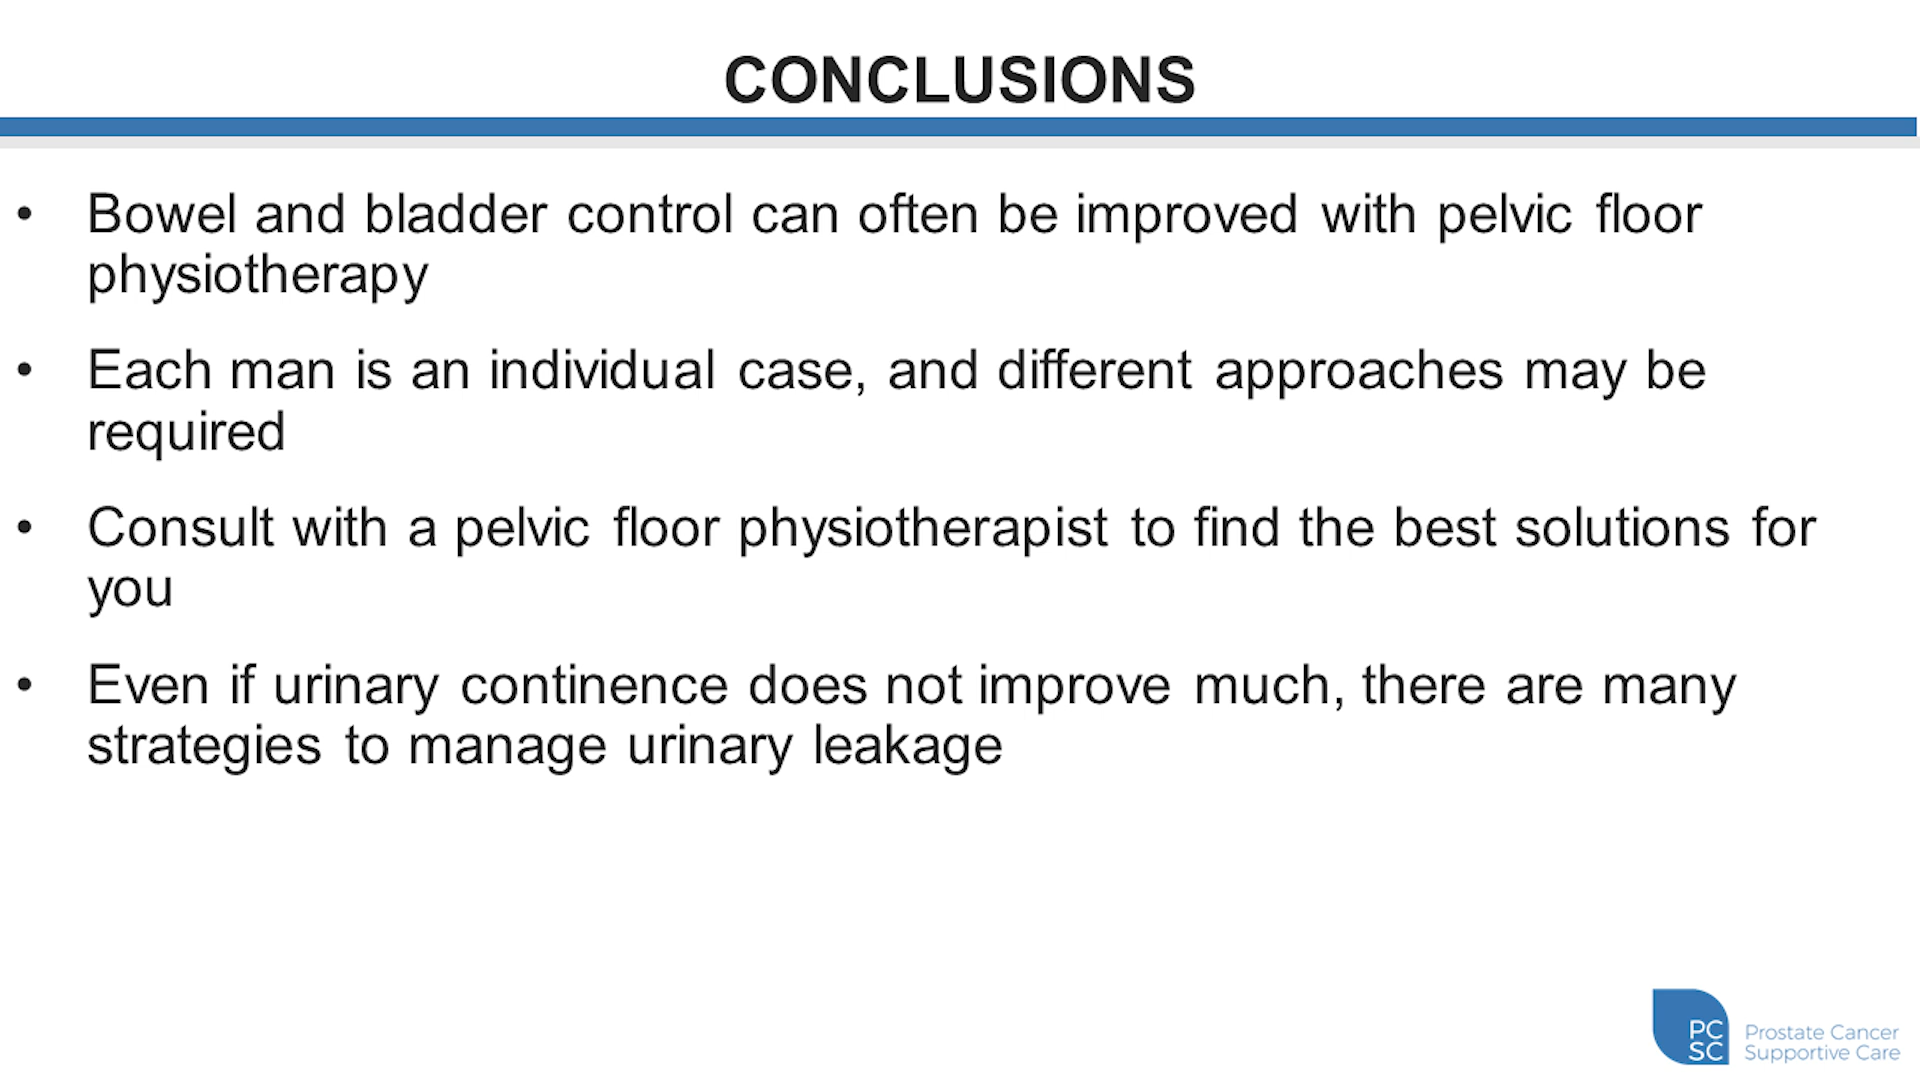 CONCLUSIONS
• Bowel and bladder control can often be improved with pelvic floor
physiotherapy
• Each man is an individual case, and different approaches may be
required
• Consult with a pelvic floor physiotherapist to find the best solutions for
you
• Even if urinary continence does not improve much, there are many
strategies to manage urinary leakage
PC
SC
Prostate Cancer
Supportive Care